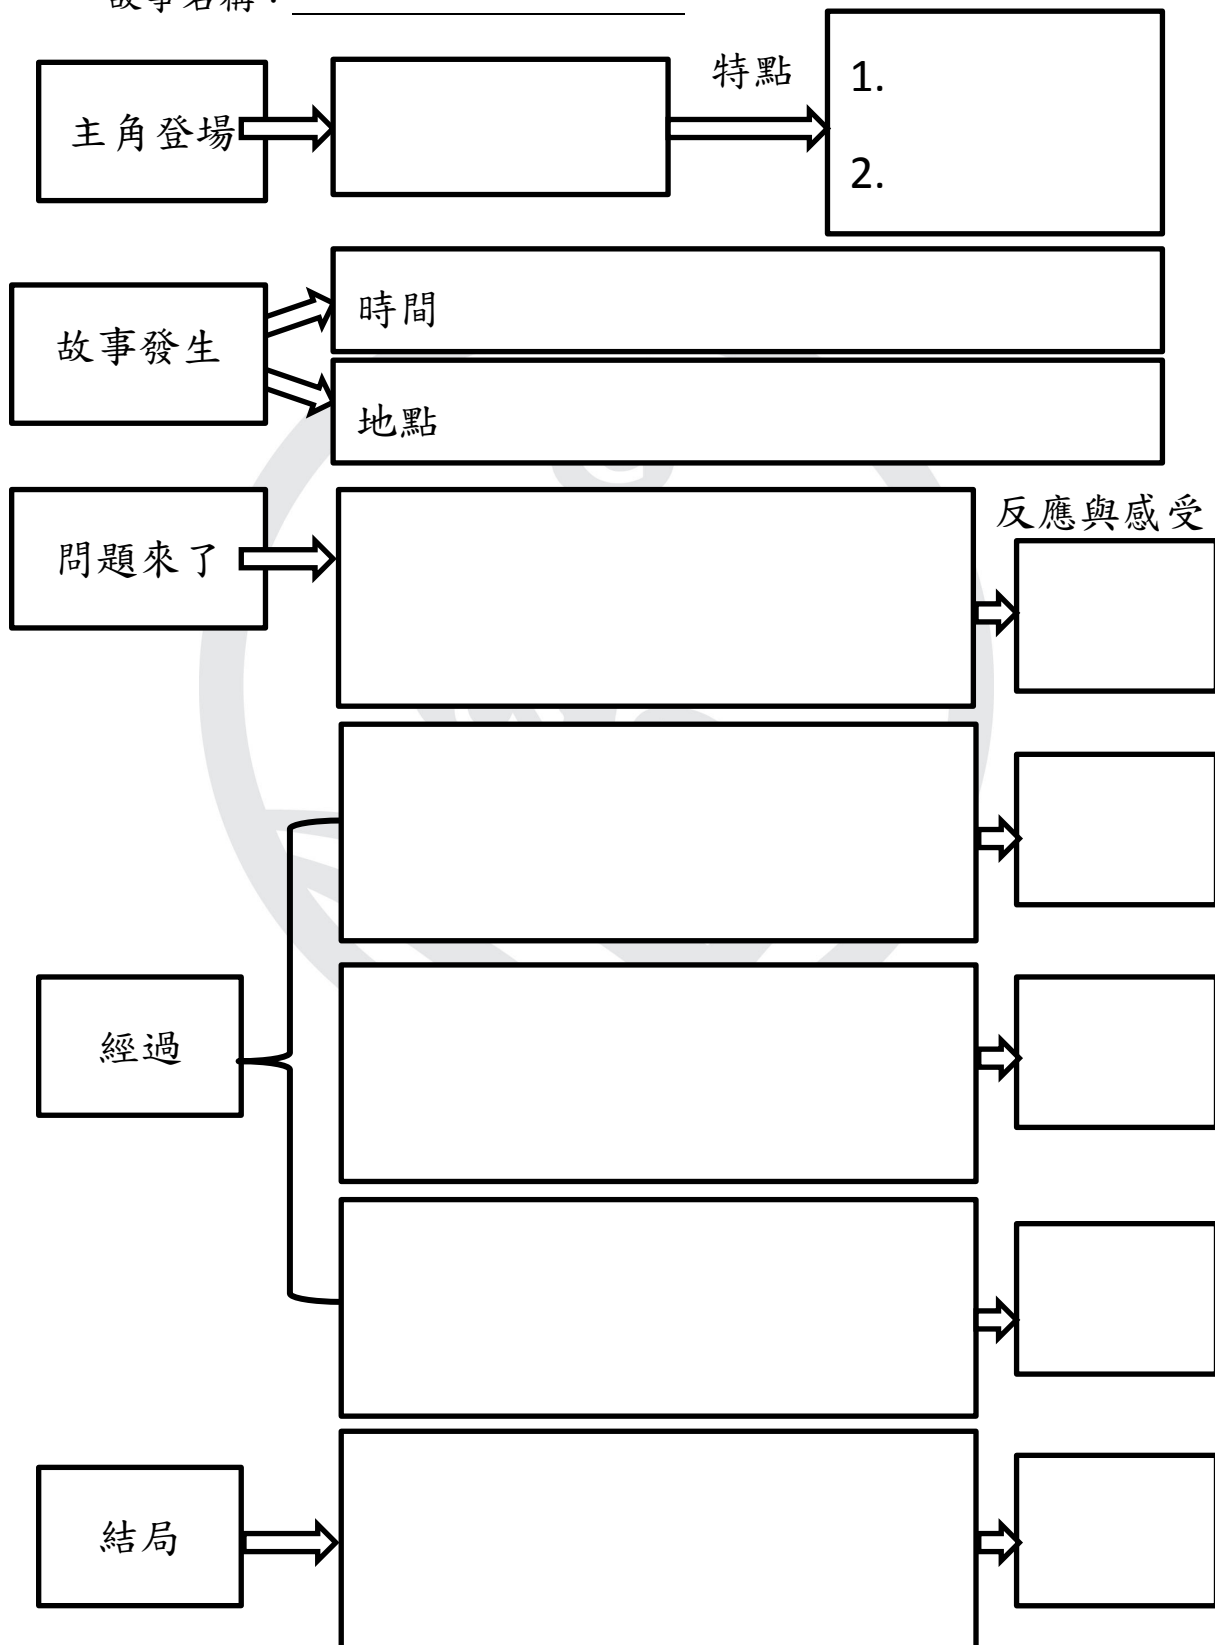 故事名稱：
特點
主角登場
1.
2.
故事發生
時間
地點
問題來了
反應與感受
經過
結局